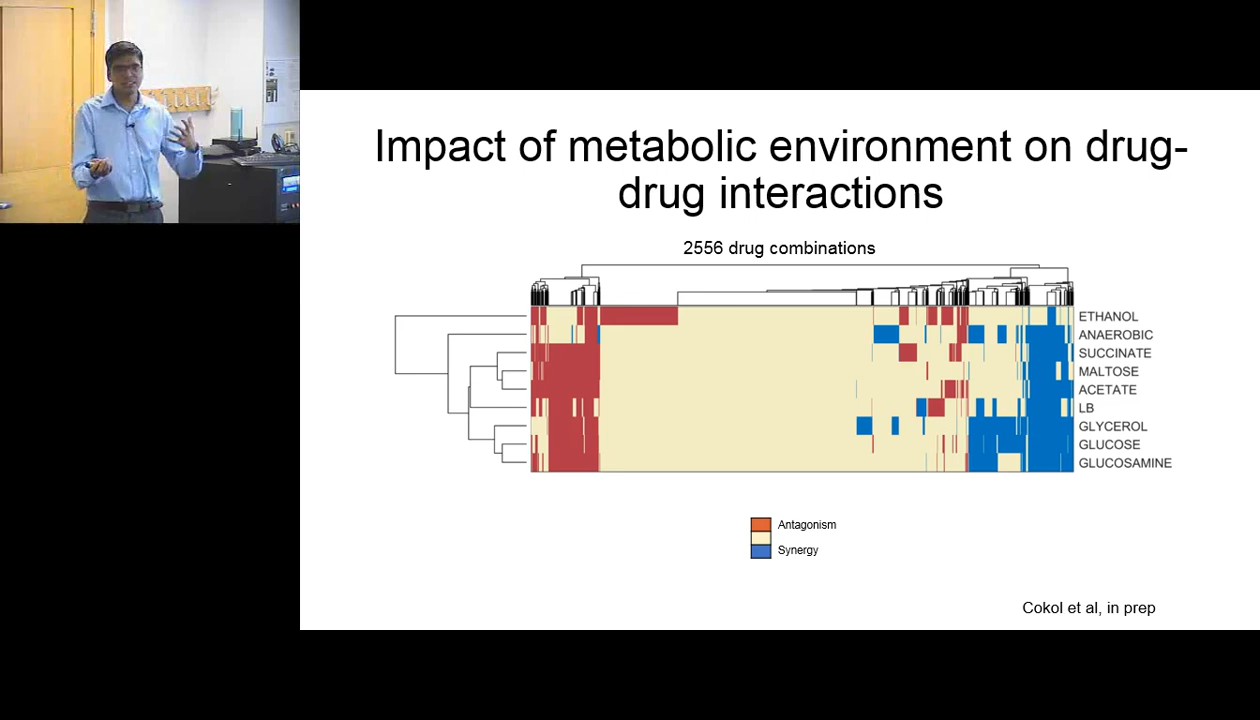 Impact of metabolic environment on drug-
drug interactions
2556 drug combinations
ETHANOL
ANAEROBIC
SUCCINATE
MALTOSE
ACETATE
LB
GLYCEROL
GLUCOSE
GLUCOSAMINE
Antagonism
Synergy
Cokol et al, in prep